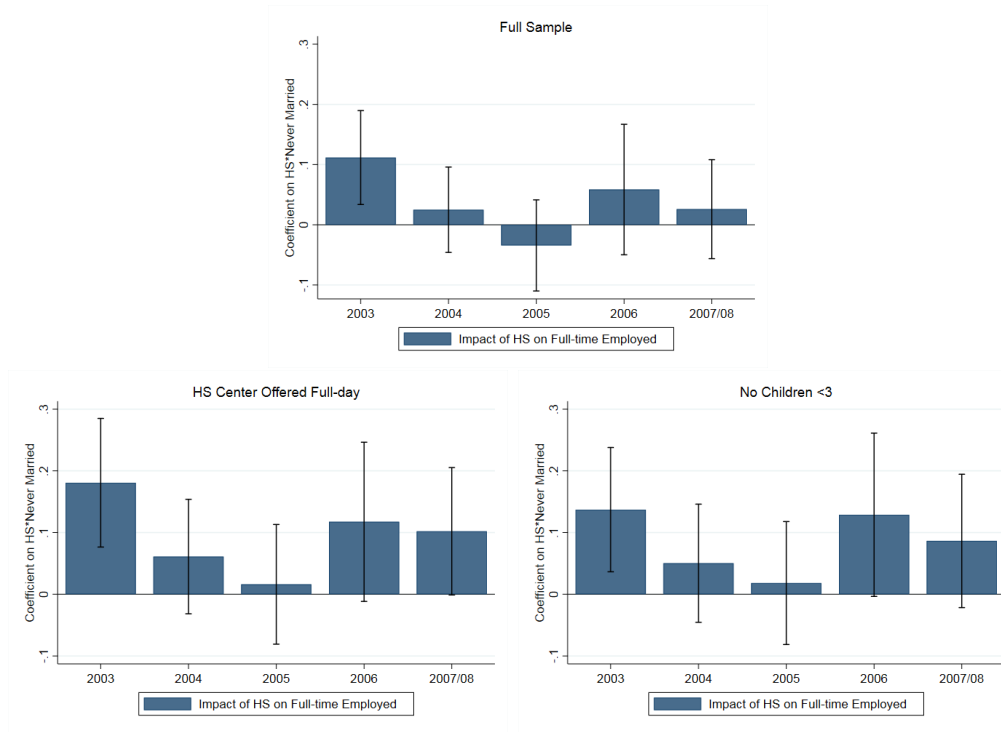 Full Sample
Coefficient on HS*Never Married
.3
.2
.1
0
-.1
2003 2004 2005 2006 2007/08
Impact of HS on Full-time Employed
HS Center Offered Full-day
Coefficient on HS*Never Married
.3
.2
.1
0
-.1
2003 2004 2005 2006 2007/08
Impact of HS on Full-time Employed
No Children <3
Coefficient on HS*Never Married
.3
.2
.1
0
-.1
2003 2004 2005 2006 2007/08
Impact of HS on Full-time Employed